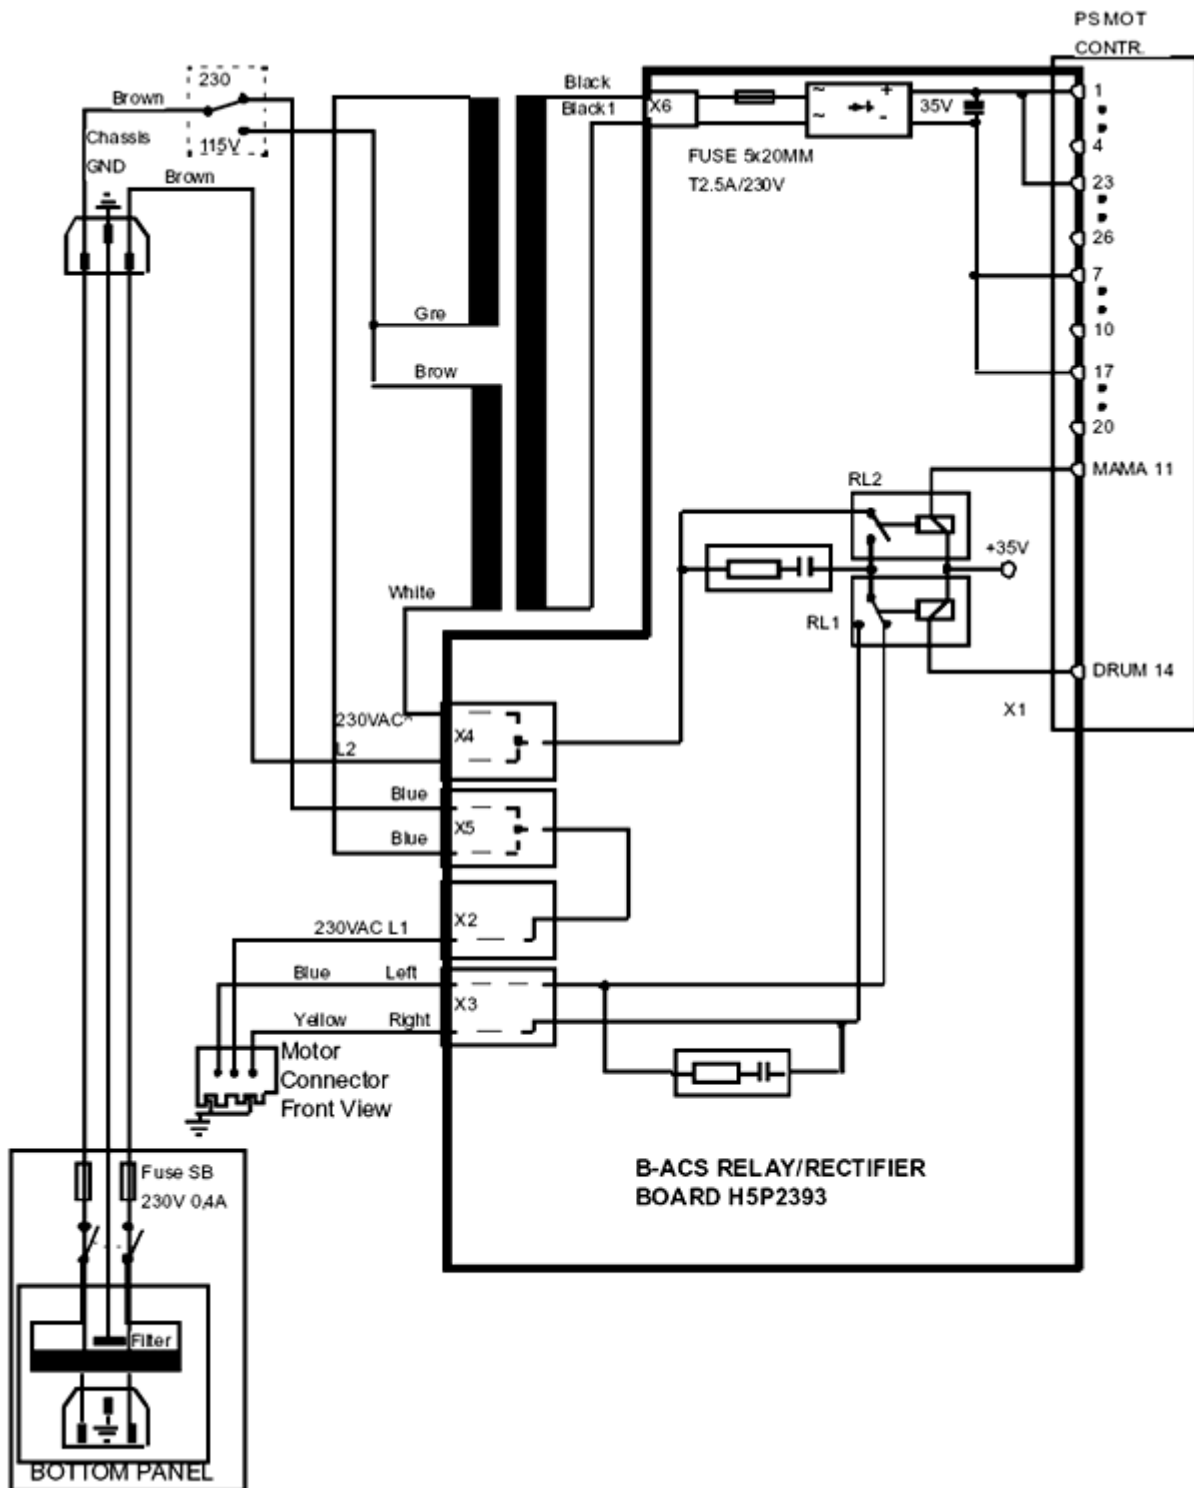 PS MOT
CONTR.
230
115V
Brown
Chassis
GND
Brown
Black
Black1
X6
FUSE 5x20MM
T2.5A/230V
~ +
~ -
35V
1
4
23
26
7
10
17
20
MAMA 11
RL2
+35V
RL1
DRUM 14
X1
Gre
Brow
White
230VAC^
L2
X4
Blue
X5
Blue
X2
230VAC L1
Blue Left
X3
Yellow Right
Motor
Connector
Front View
B-ACS RELAY/RECTIFIER
BOARD H5P2393
Fuse SB
230V 0,4A
Filter
BOTTOM PANEL